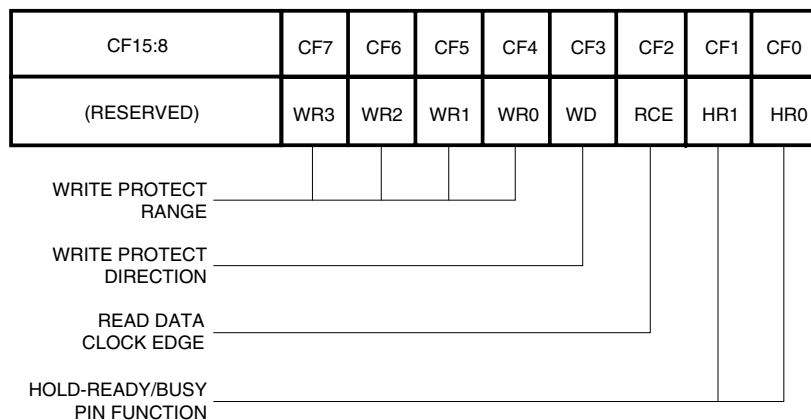 CF15:8 CF7 CF6 CF5 CF4 CF3 CF2 CF1 CF0
(RESERVED) WR3 WR2 WR1 WR0 WD RCE HR1 HR0
WRITE PROTECT
RANGE
WRITE PROTECT
DIRECTION
READ DATA
CLOCK EDGE
HOLD-READY/BUSY
PIN FUNCTION